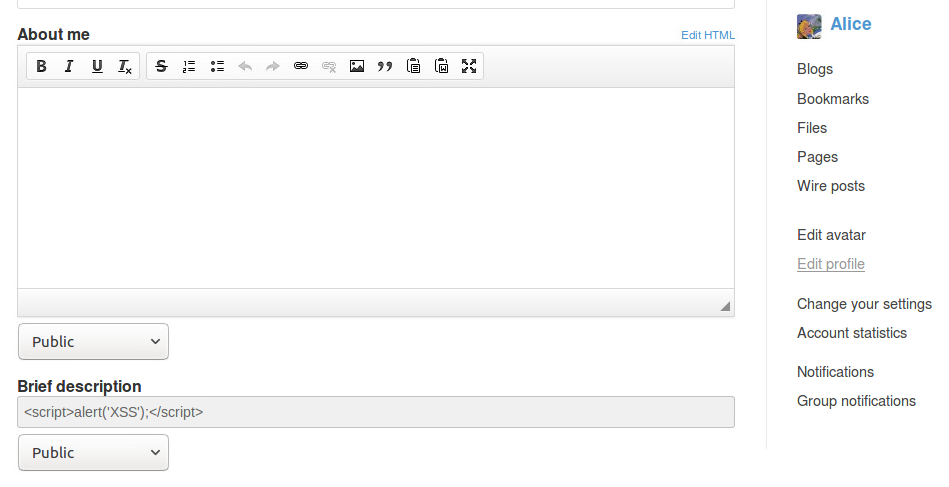 About me
Edit HTML
B I U Tx S
Public
Brief description
<script>alert('XSS');</script>
Public
Alice
Blogs
Bookmarks
Files
Pages
Wire posts
Edit avatar
Edit profile
Change your settings
Account statistics
Notifications
Group notifications